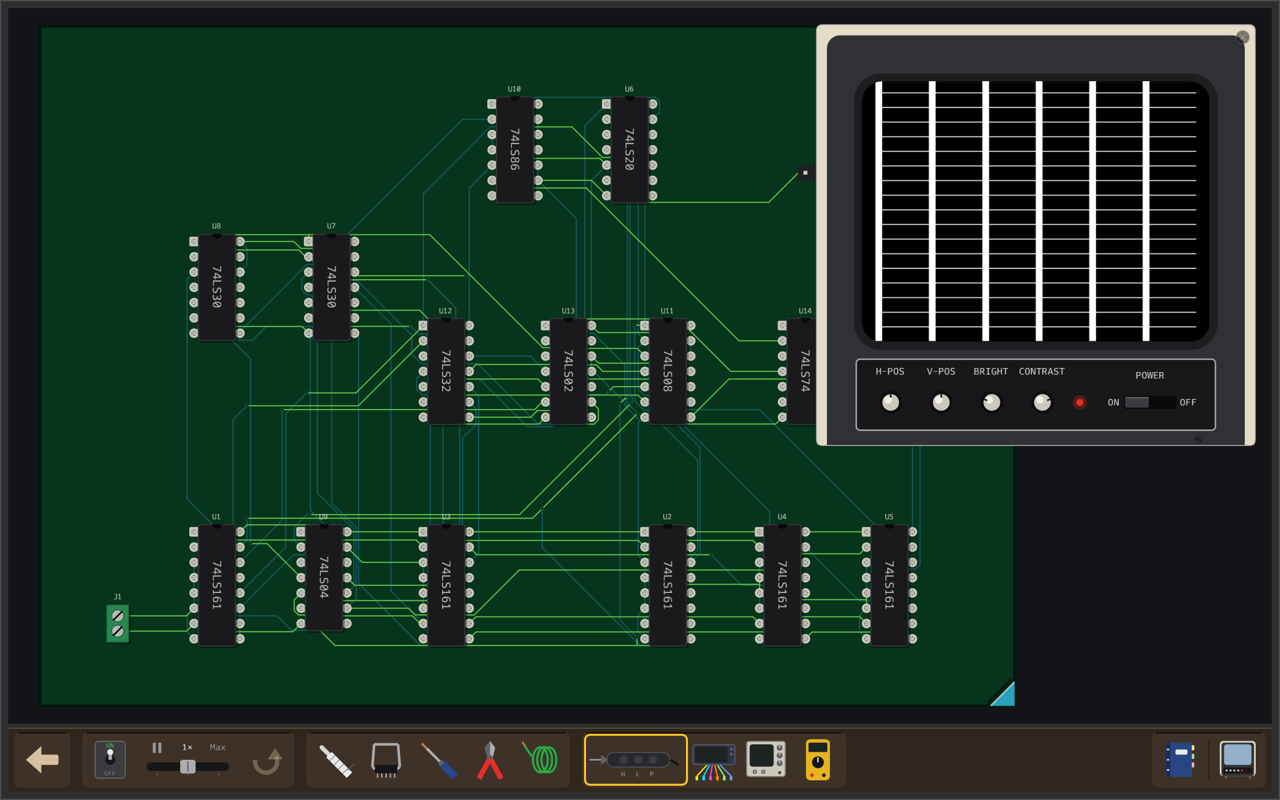 U10
U6
74LS86
74LS20
U8
U7
74LS30
74LS30
U12
U13
U11
U14
74LS32
74LS02
74LS08
74LS74
H-POS
V-POS
BRIGHT
CONTRAST
POWER
ON
OFF
U1
U9
U3
U2
U4
U5
74LS161
74LS04
74LS161
74LS161
74LS161
74LS161
J1
ON
OFF
1×
Max
H L P